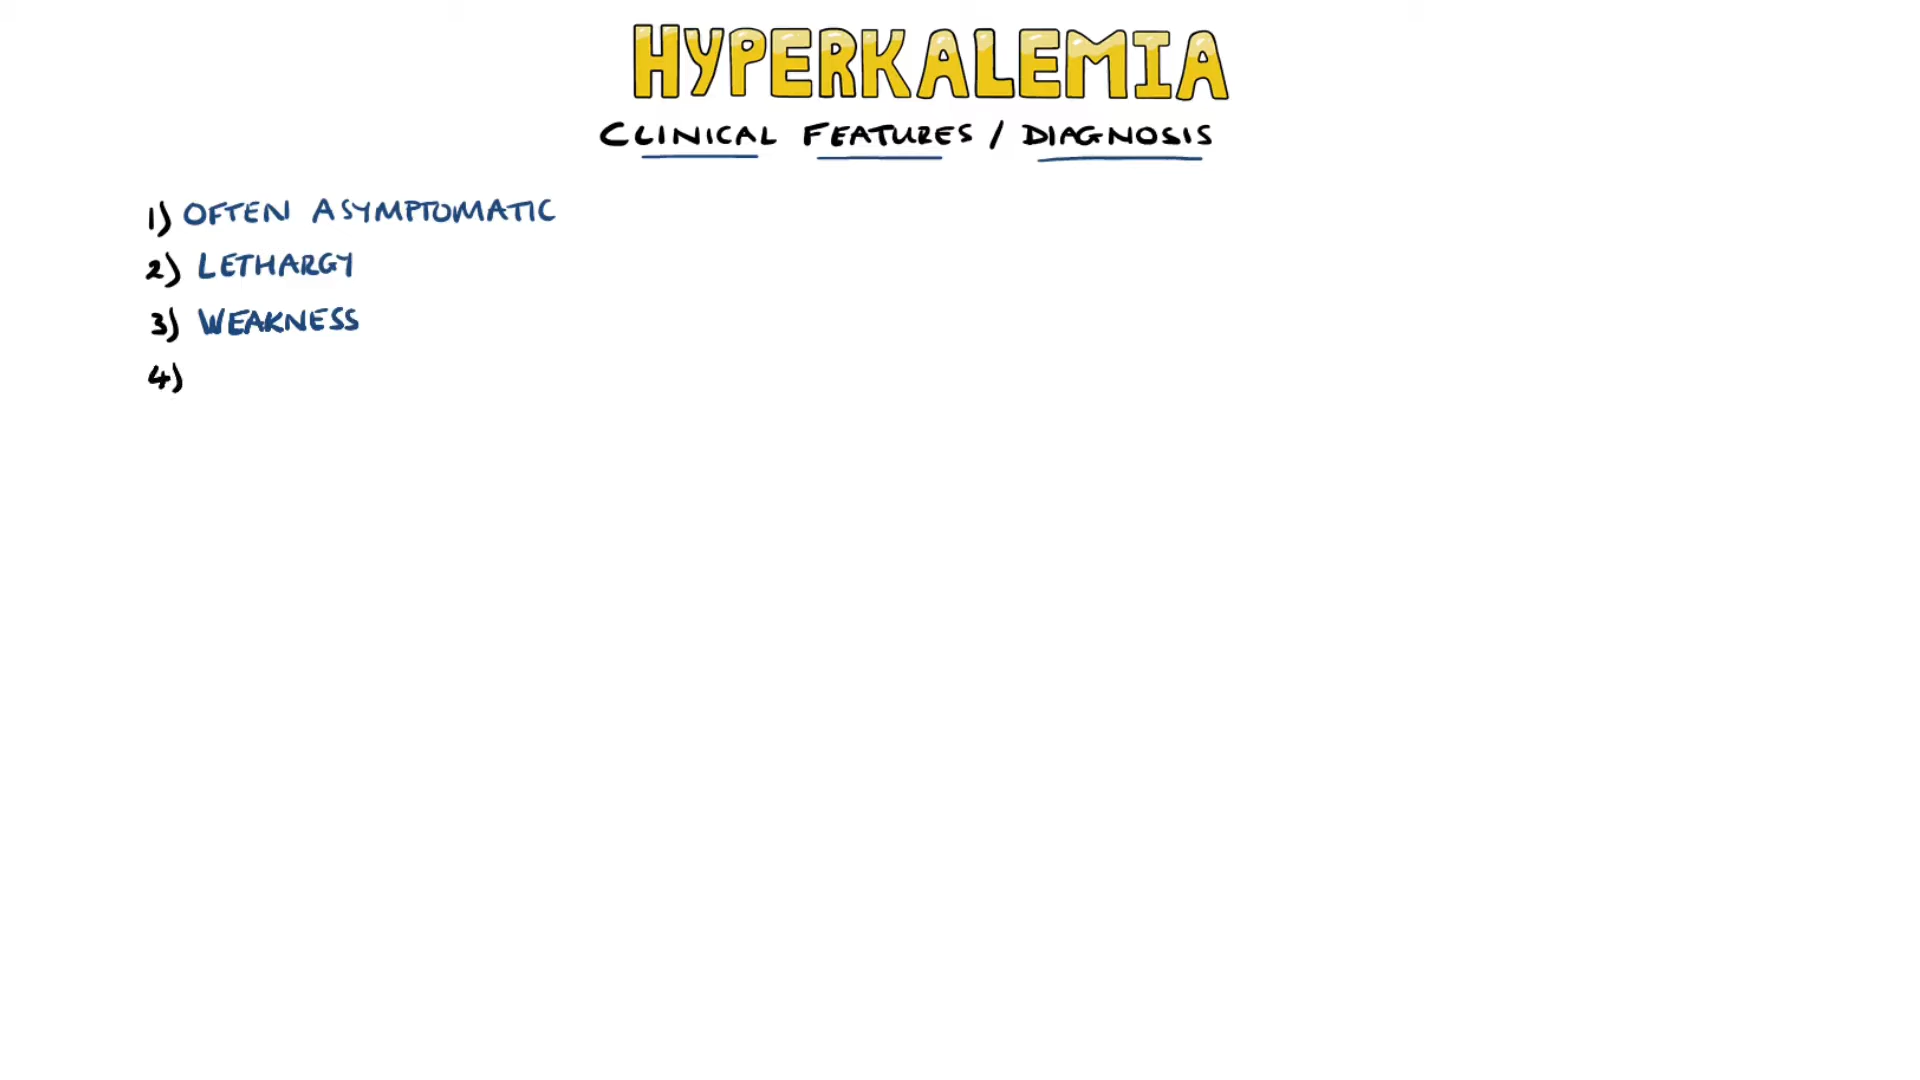 HYPERKALEMIA
CLINICAL FEATURES / DIAGNOSIS
1) OFTEN ASYMPTOMATIC
2) LETHARGY
3) WEAKNESS
4)